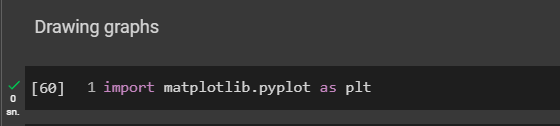 Drawing graphs
[60] 1 import matplotlib.pyplot as plt
0
sn.